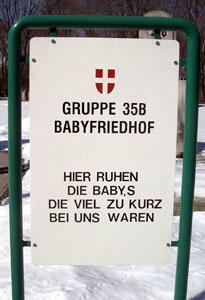 GRUPPE 35B
BABYFRIEDHOF
HIER RUHEN
DIE BABY,S
DIE VIEL ZU KURZ
BEI UNS WAREN